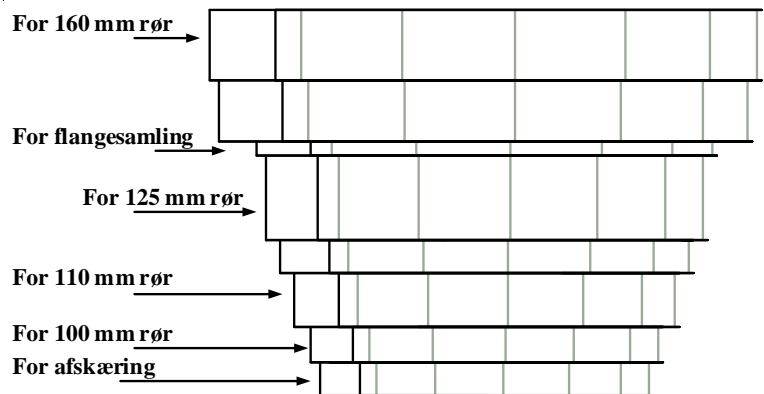 For 160 mm rør
For flangesamling
For 125 mm rør
For 110 mm rør
For 100 mm rør
For afskæring